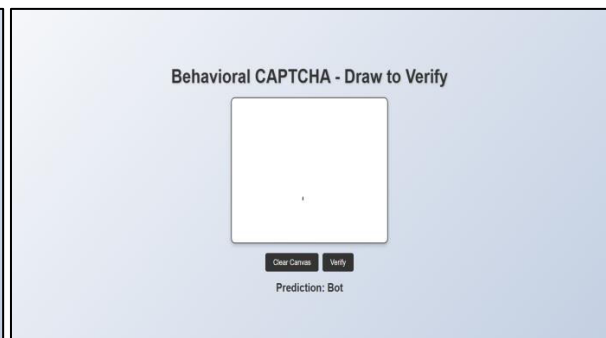 Behavioral CAPTCHA - Draw to Verify
Clear Canvas Verify
Prediction: Bot